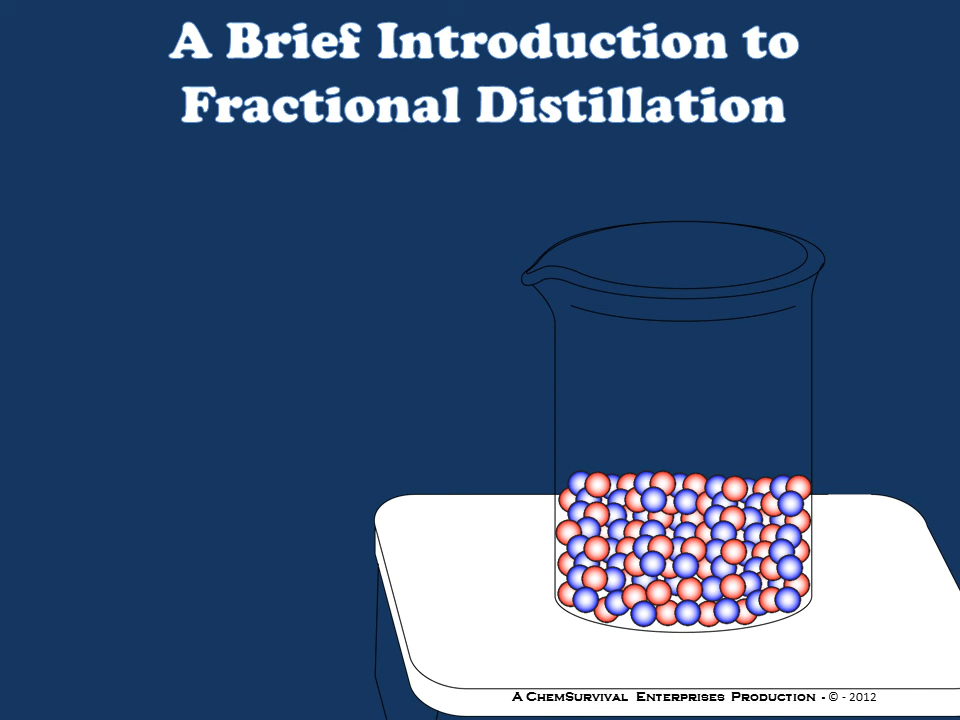 A Brief Introduction to
Fractional Distillation
A ChemSurvival Enterprises Production - © - 2012